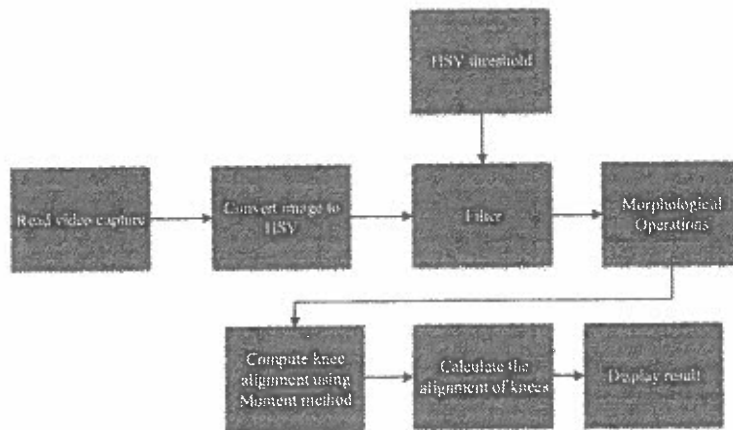 HSV threshold
Read video capture
Convert image to
HSV
Filter
Morphological
Operations
Compute knee
alignment using
Moment method
Calculate the
alignment of knees
Display result